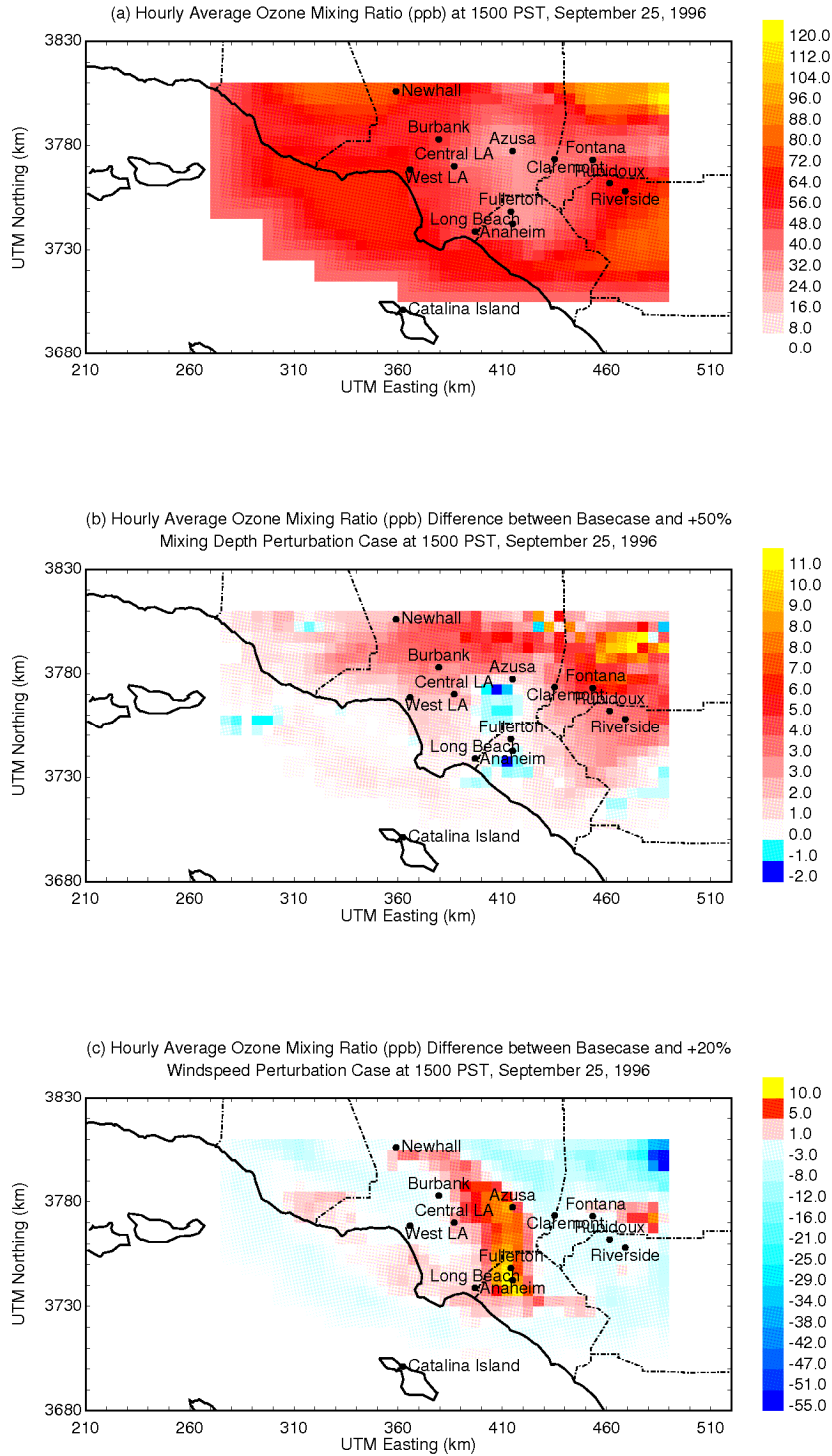 (a) Hourly Average Ozone Mixing Ratio (ppb) at 1500 PST, September 25, 1996
3830
3780
3730
3680
UTM Northing (km)
210 260 310 360 410 460 510
UTM Easting (km)
Newhall
Burbank
Azusa
Central LA
Fontana
Claremont
West LA
Rubidoux
Fullerton
Riverside
Long Beach
Anaheim
Catalina Island
120.0
112.0
104.0
96.0
88.0
80.0
72.0
64.0
56.0
48.0
40.0
32.0
24.0
16.0
8.0
0.0
(b) Hourly Average Ozone Mixing Ratio (ppb) Difference between Basecase and +50%
Mixing Depth Perturbation Case at 1500 PST, September 25, 1996
3830
3780
3730
3680
UTM Northing (km)
210 260 310 360 410 460 510
UTM Easting (km)
Newhall
Burbank
Azusa
Central LA
Fontana
Claremont
West LA
Rubidoux
Fullerton
Riverside
Long Beach
Anaheim
Catalina Island
11.0
10.0
9.0
8.0
7.0
6.0
5.0
4.0
3.0
2.0
1.0
0.0
-1.0
-2.0
(c) Hourly Average Ozone Mixing Ratio (ppb) Difference between Basecase and +20%
Windspeed Perturbation Case at 1500 PST, September 25, 1996
3830
3780
3730
3680
UTM Northing (km)
210 260 310 360 410 460 510
UTM Easting (km)
Newhall
Burbank
Azusa
Central LA
Fontana
Claremont
West LA
Rubidoux
Fullerton
Riverside
Long Beach
Anaheim
Catalina Island
10.0
5.0
1.0
-3.0
-8.0
-12.0
-16.0
-21.0
-25.0
-29.0
-34.0
-38.0
-42.0
-47.0
-51.0
-55.0